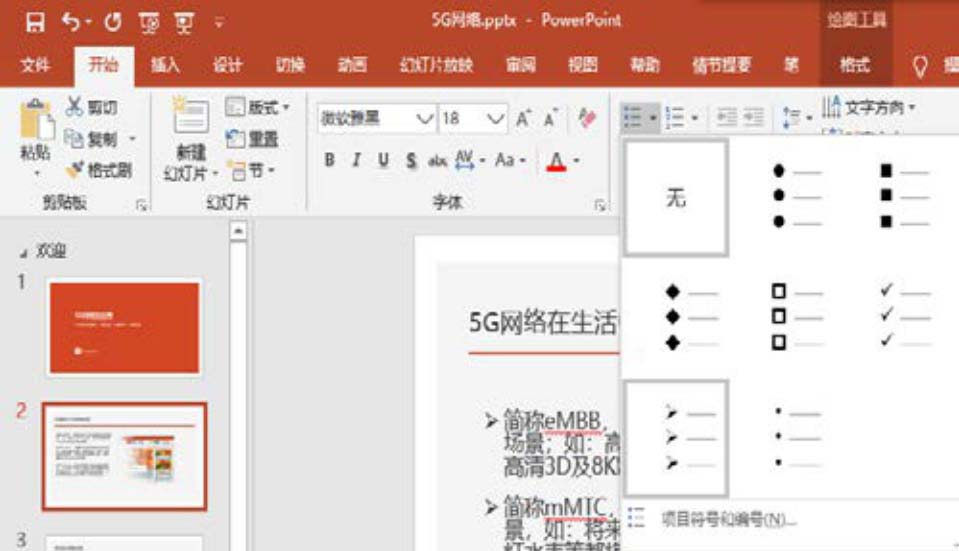 5G网络.pptx - PowerPoint
绘图工具
文件 开始 插入 设计 切换 动画 幻灯片放映 审阅 视图 帮助 情节提要 笔 格式
粘贴
剪切
复制
格式刷
剪贴板
新建
幻灯片
版式
重置
节
幻灯片
微软雅黑 18
B I U S abc AV Aa A
字体
文字方向
无
欢迎
1
2
3
5G网络在生活
简称eMBB,
场景;如:高
高清3D及8K
简称mMTC,
景,如:将来
项目符号和编号(N)...